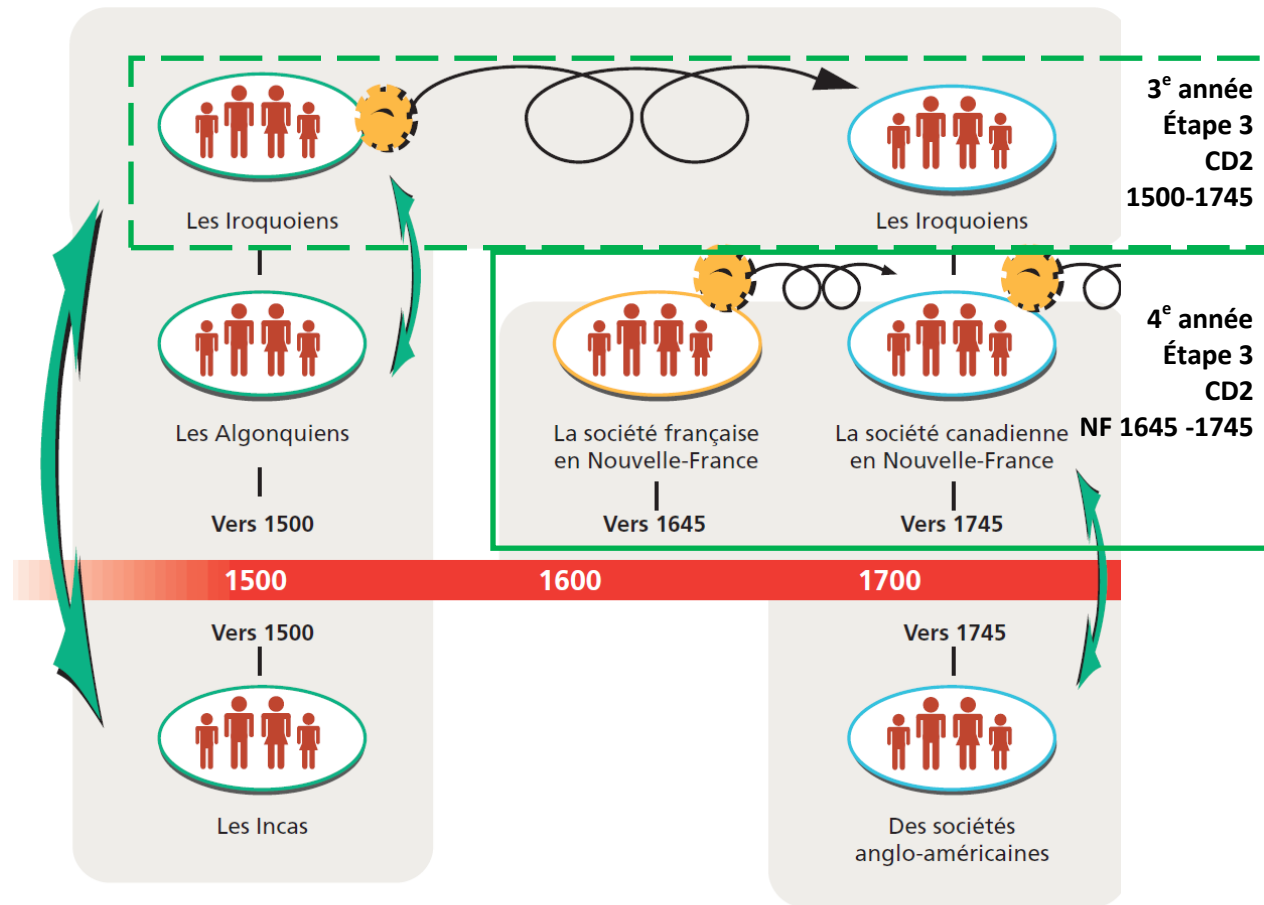 3e année
Étape 3
CD2
1500-1745
Les Iroquoiens
Les Iroquoiens
4e année
Étape 3
CD2
NF 1645 -1745
Les Algonquiens
La société française
en Nouvelle-France
La société canadienne
en Nouvelle-France
Vers 1500
Vers 1645
Vers 1745
1500
1600
1700
Vers 1500
Vers 1745
Les Incas
Des sociétés
anglo-américaines